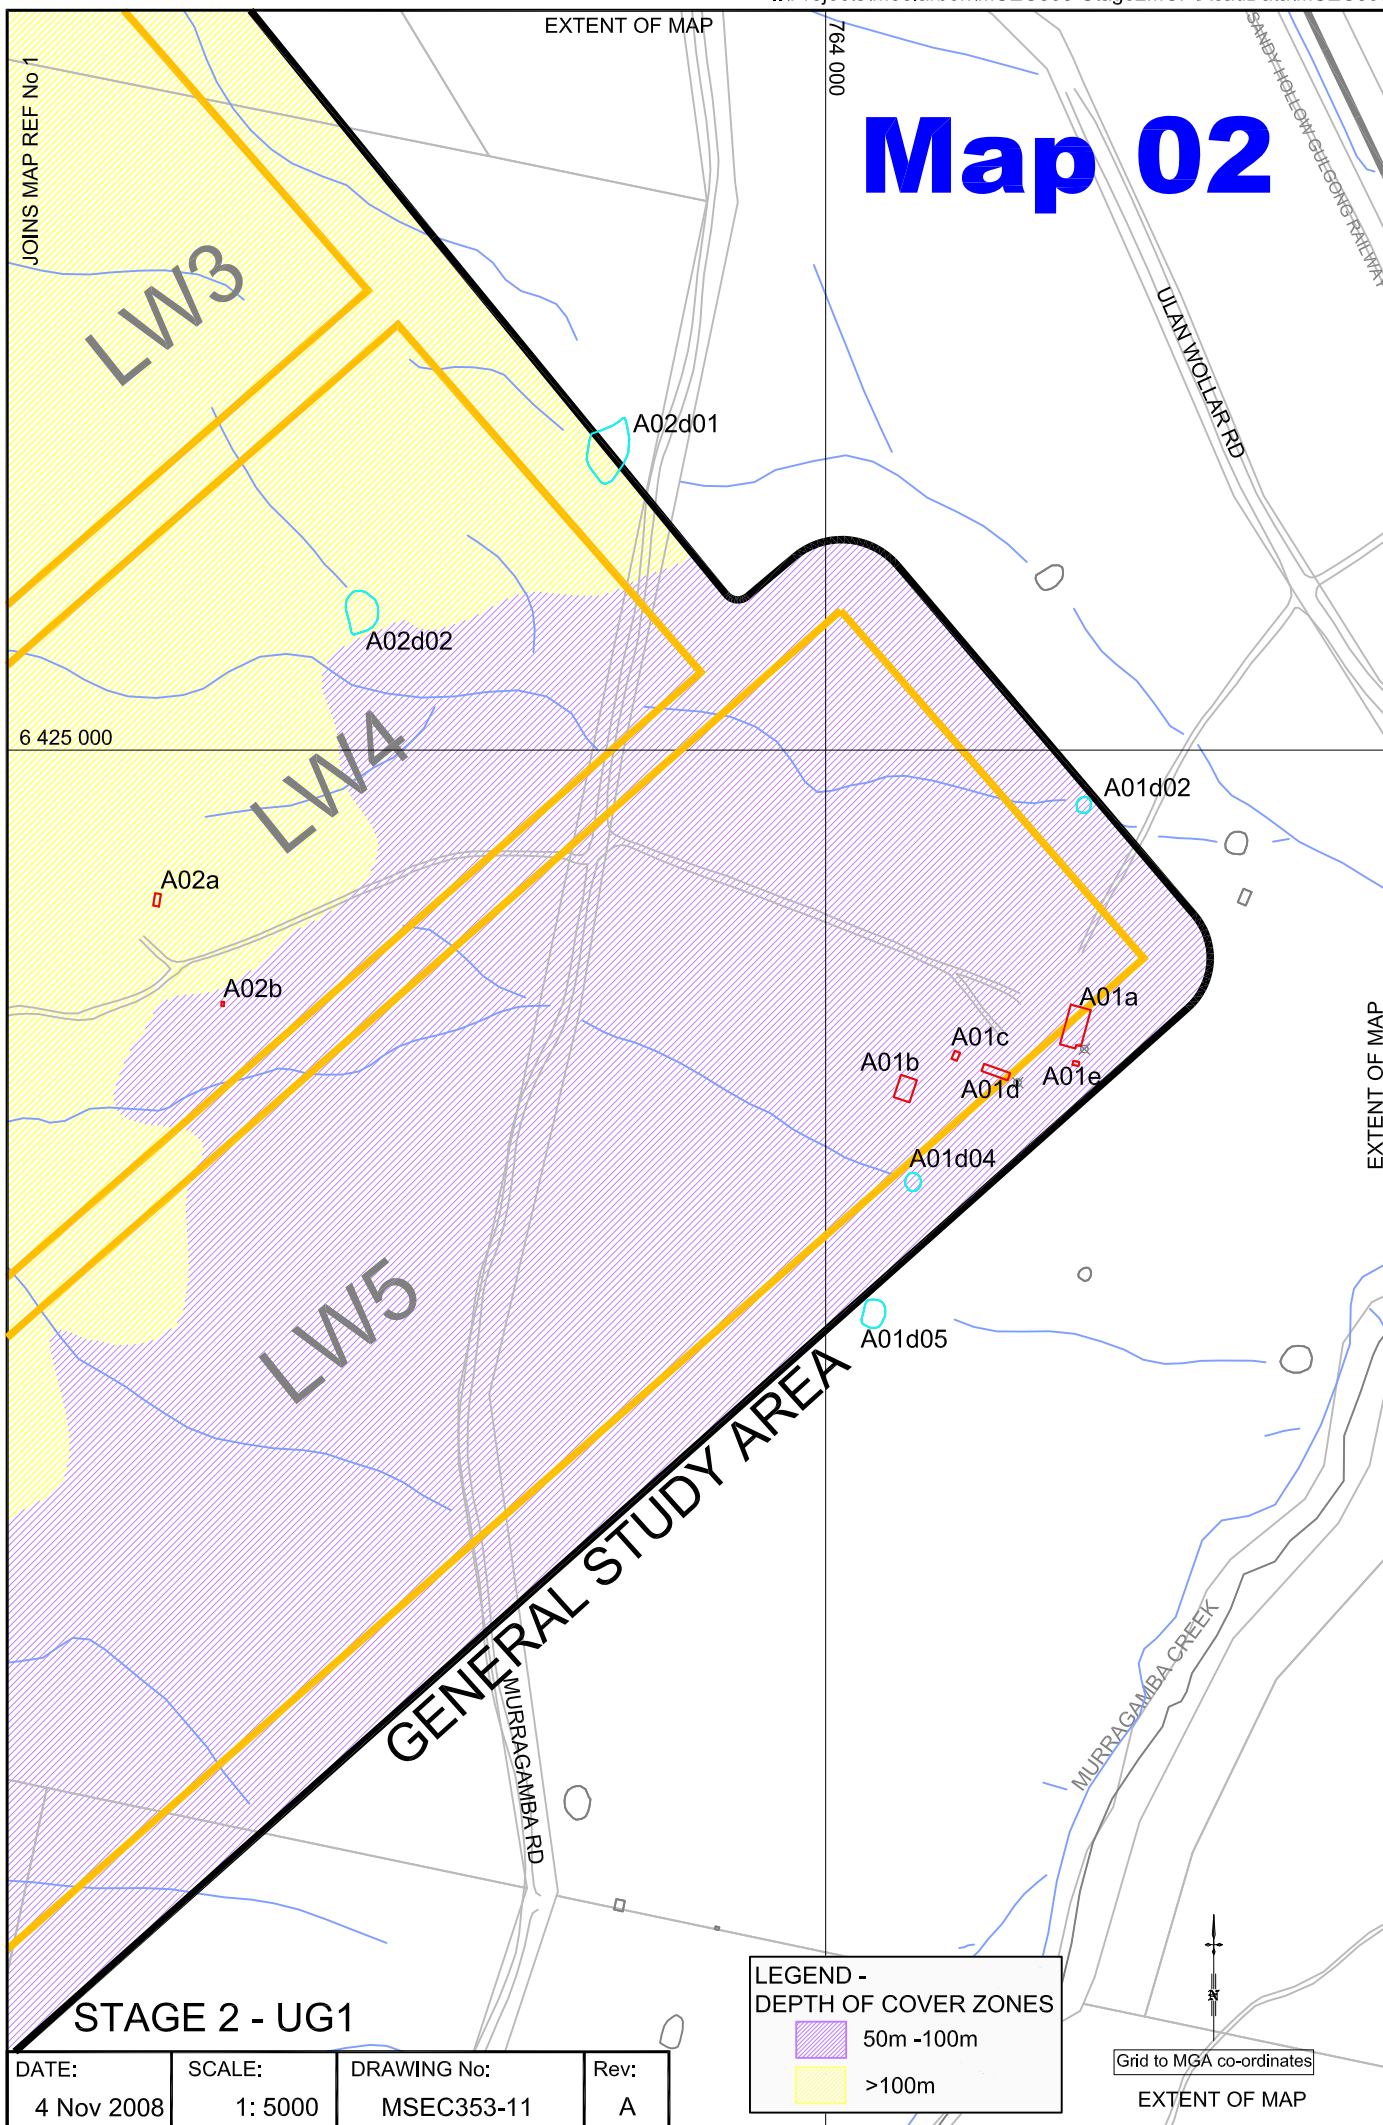 EXTENT OF MAP
764 000
SANDY HOLLOW GULGONG RAILWAY
JOINS MAP REF No 1
Map 02
LW3
ULAN WOLLAR RD
A02d01
A02d02
6 425 000
LW4
A01d02
A02a
A02b
A01a
A01c
A01b
A01d
A01e
EXTENT OF MAP
A01d04
LW5
A01d05
GENERAL STUDY AREA
MURRAGAMBA RD
MURRAGAMBA CREEK
STAGE 2 - UG1
LEGEND -
DEPTH OF COVER ZONES
50m -100m
>100m
N
Grid to MGA co-ordinates
EXTENT OF MAP
DATE:
4 Nov 2008
SCALE:
1: 5000
DRAWING No:
MSEC353-11
Rev:
A